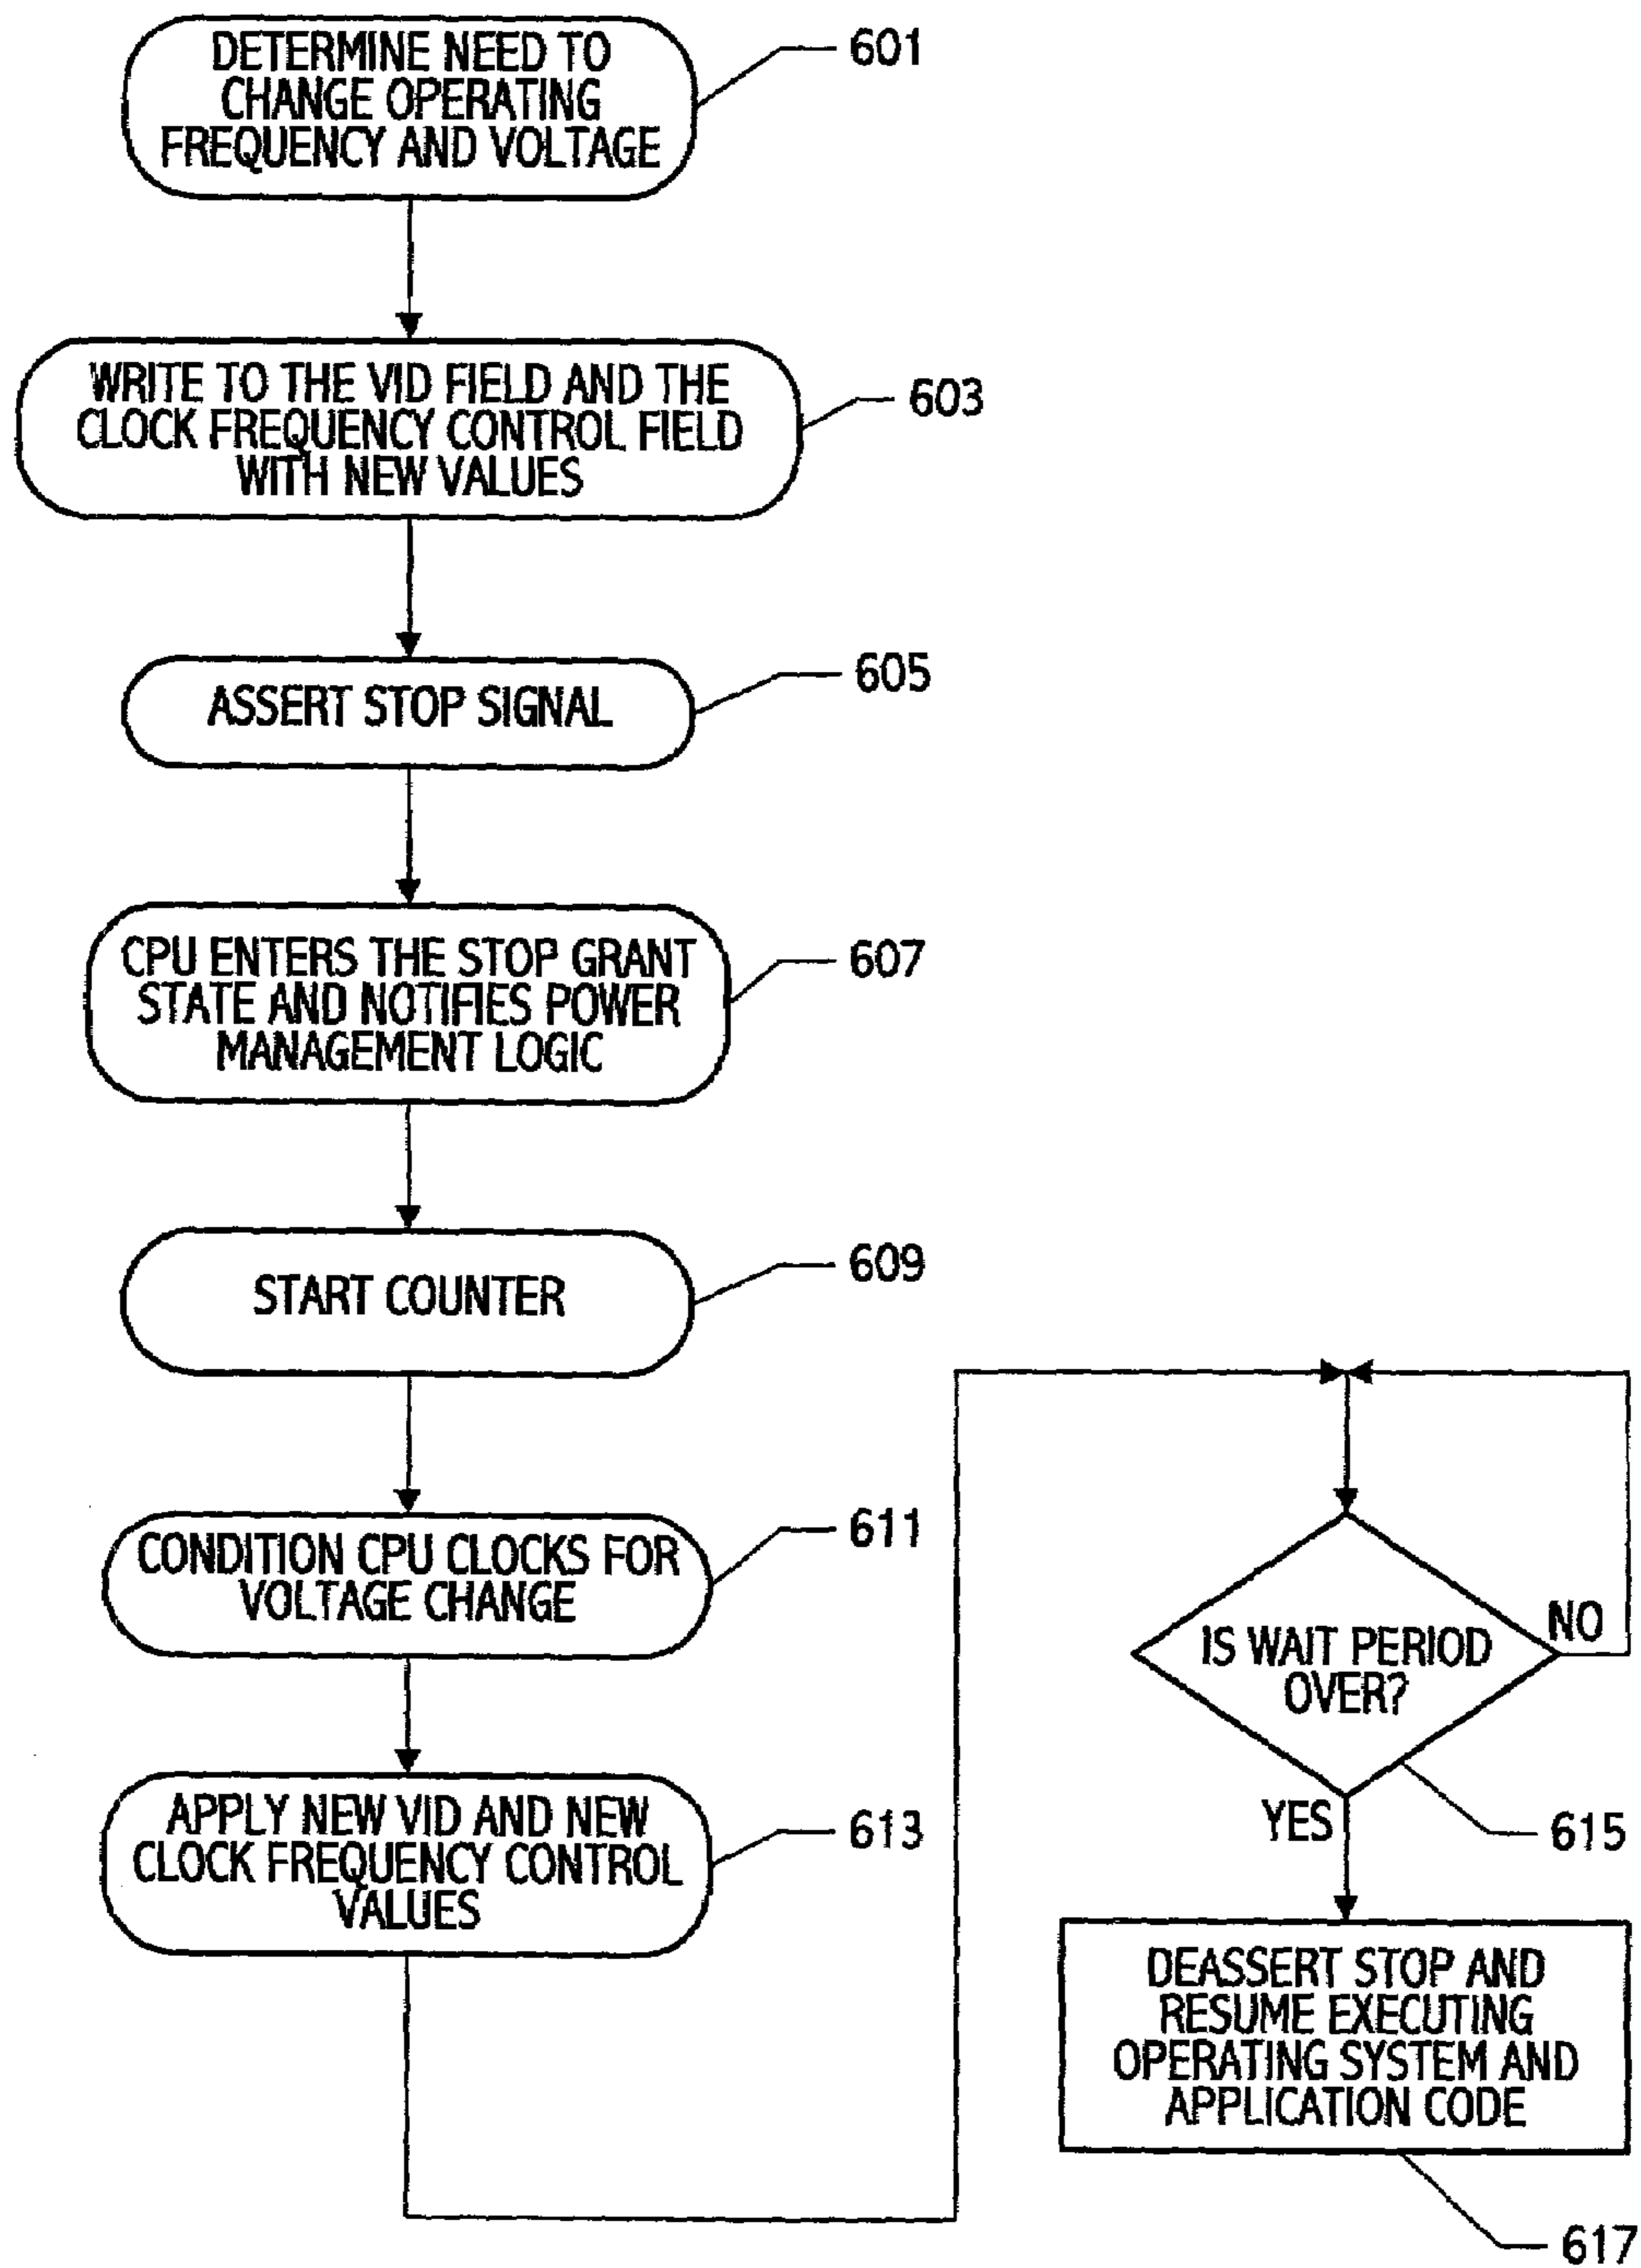 DETERMINE NEED TO
CHANGE OPERATING
FREQUENCY AND VOLTAGE
601
WRITE TO THE VID FIELD AND THE
CLOCK FREQUENCY CONTROL FIELD
WITH NEW VALUES
603
ASSERT STOP SIGNAL
605
CPU ENTERS THE STOP GRANT
STATE AND NOTIFIES POWER
MANAGEMENT LOGIC
607
START COUNTER
609
CONDITION CPU CLOCKS FOR
VOLTAGE CHANGE
611
APPLY NEW VID AND NEW
CLOCK FREQUENCY CONTROL
VALUES
613
IS WAIT PERIOD
OVER?
NO
YES
615
DEASSERT STOP AND
RESUME EXECUTING
OPERATING SYSTEM AND
APPLICATION CODE
617